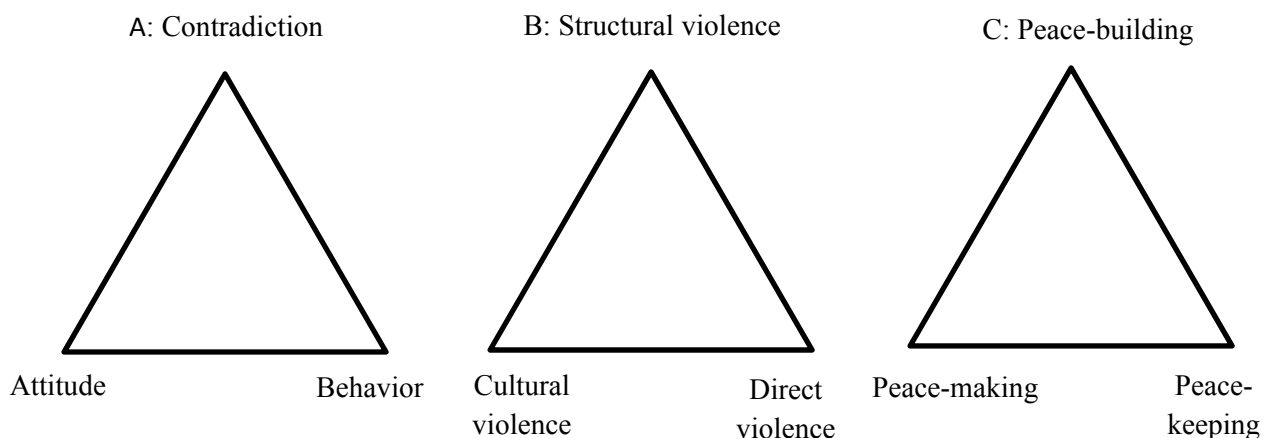 A: Contradiction
B: Structural violence
C: Peace-building
Attitude
Behavior
Cultural
violence
Direct
violence
Peace-making
Peace-
keeping